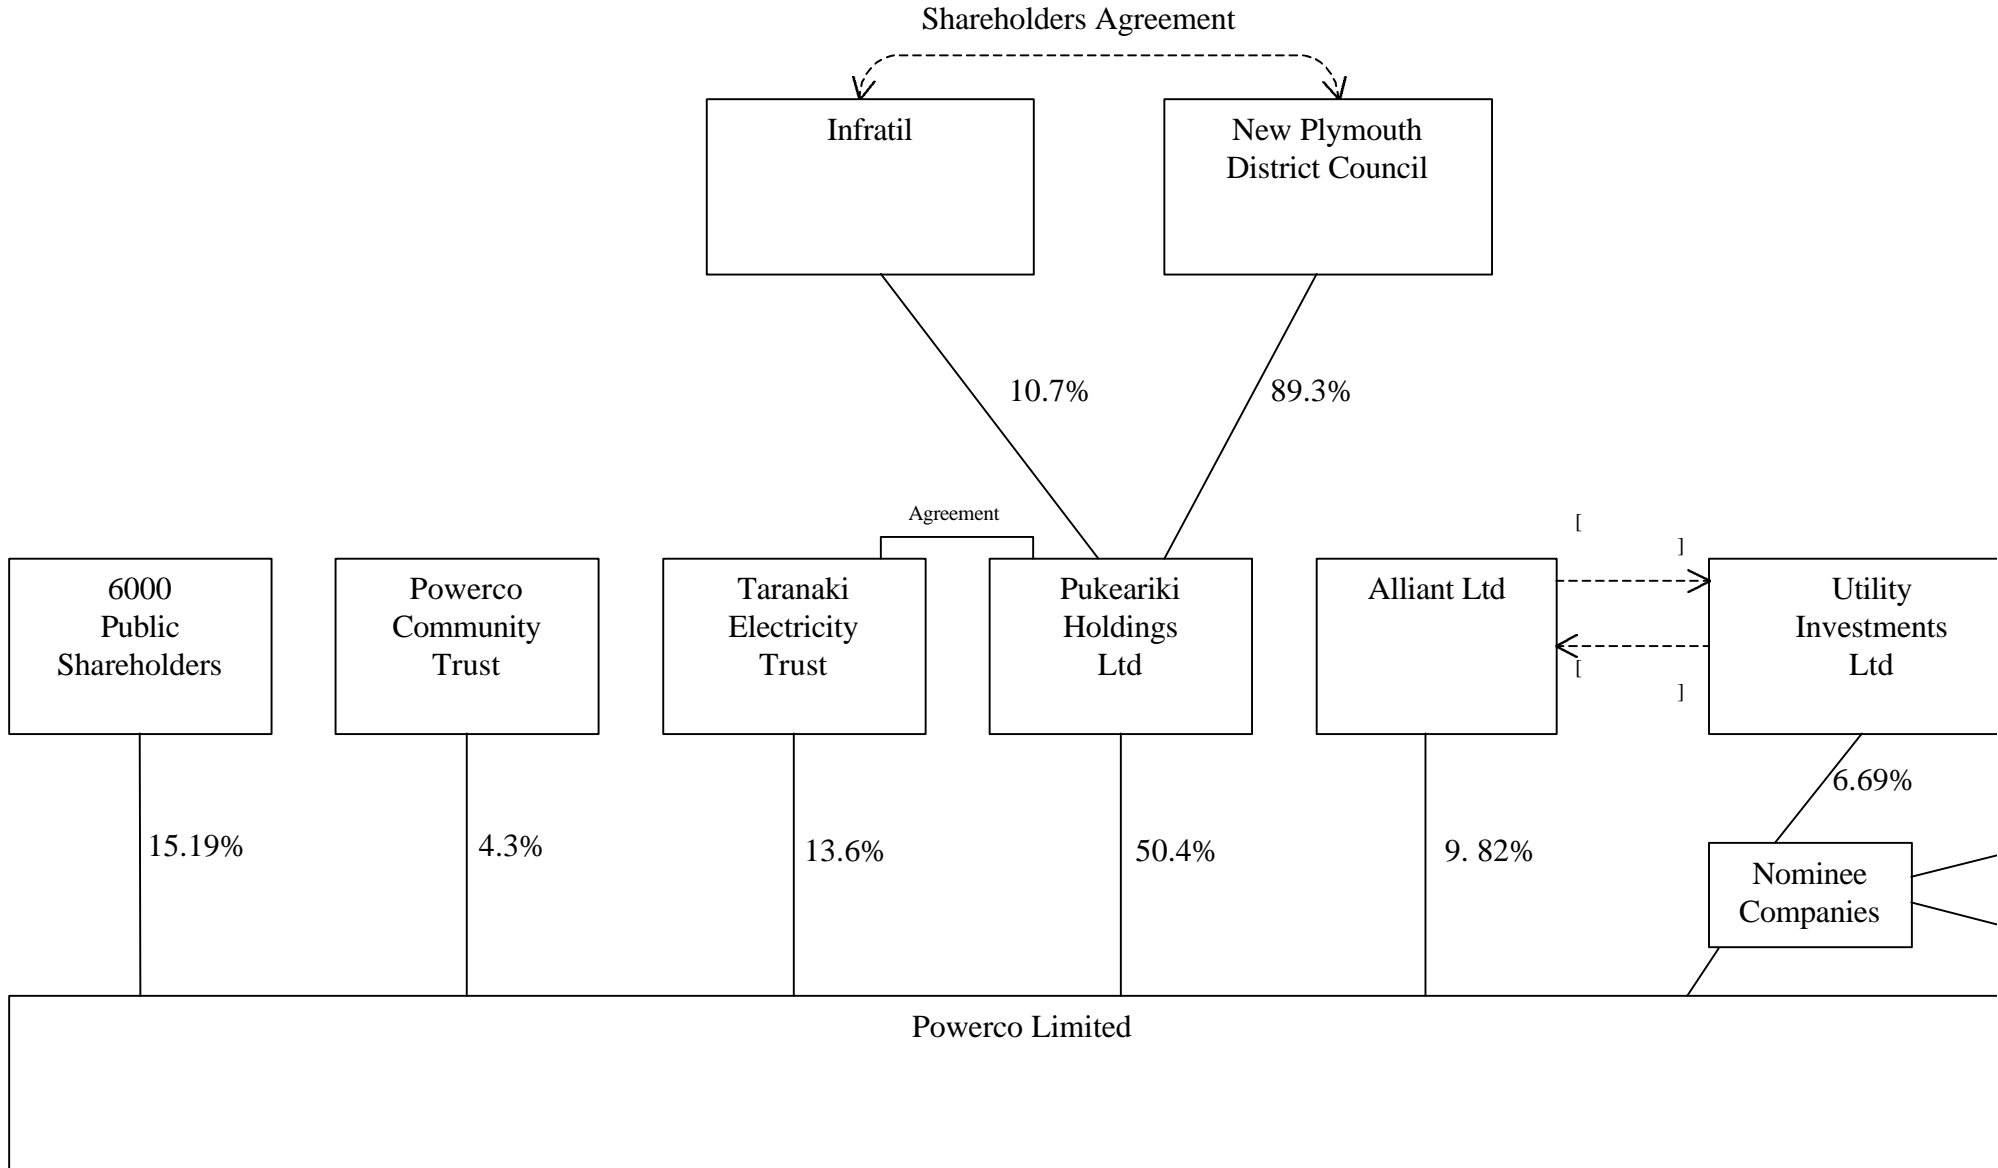 Shareholders Agreement
Infratil
New Plymouth
District Council
10.7%
89.3%
Agreement
[
]
6000
Public
Shareholders
Powerco
Community
Trust
Taranaki
Electricity
Trust
Pukeariki
Holdings
Ltd
Alliant Ltd
Utility
Investments
Ltd
[
]
6.69%
15.19%
4.3%
13.6%
50.4%
9. 82%
Nominee
Companies
Powerco Limited